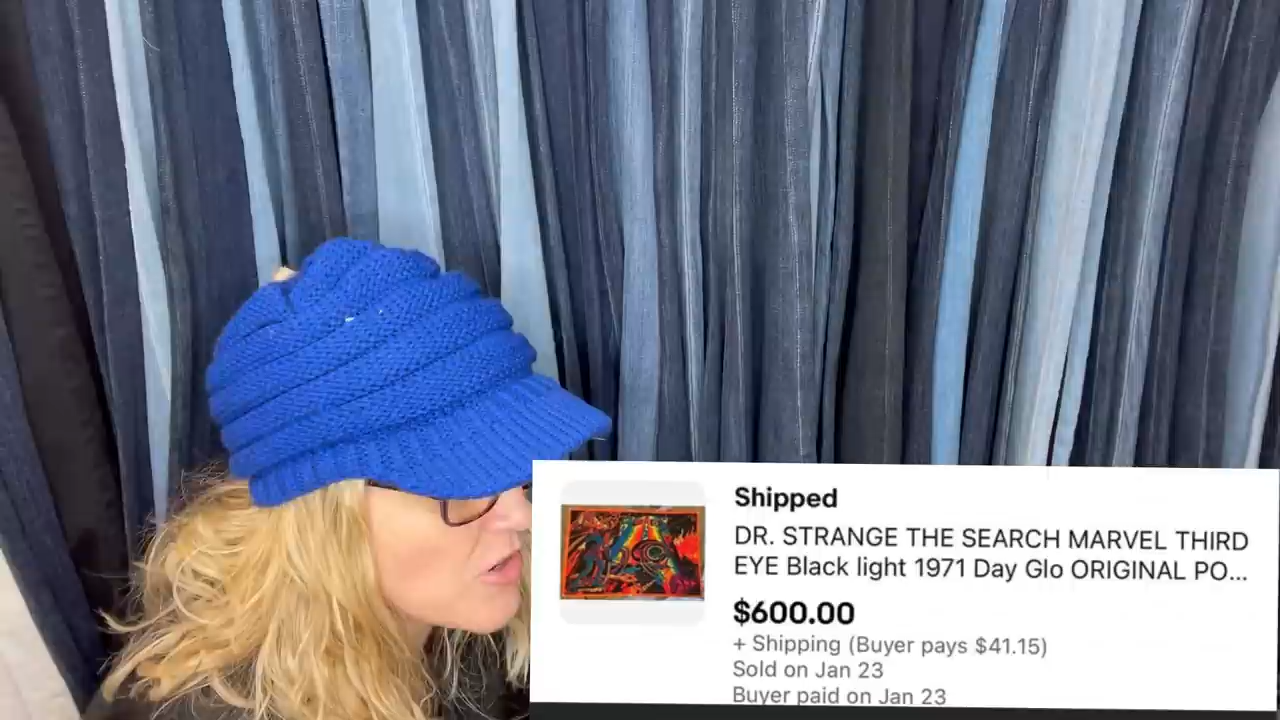 Shipped
DR. STRANGE THE SEARCH MARVEL THIRD
EYE Black light 1971 Day Glo ORIGINAL PO...
$600.00
+ Shipping (Buyer pays $41.15)
Sold on Jan 23
Buyer paid on Jan 23